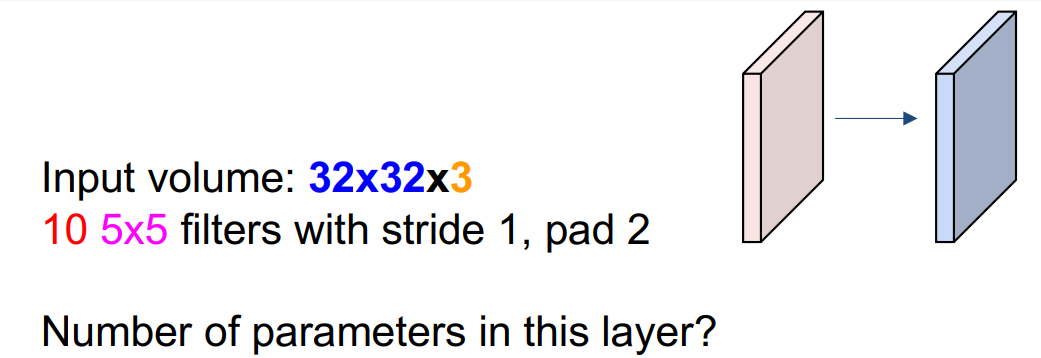 Input volume: 32x32x3
10 5x5 filters with stride 1, pad 2
Number of parameters in this layer?